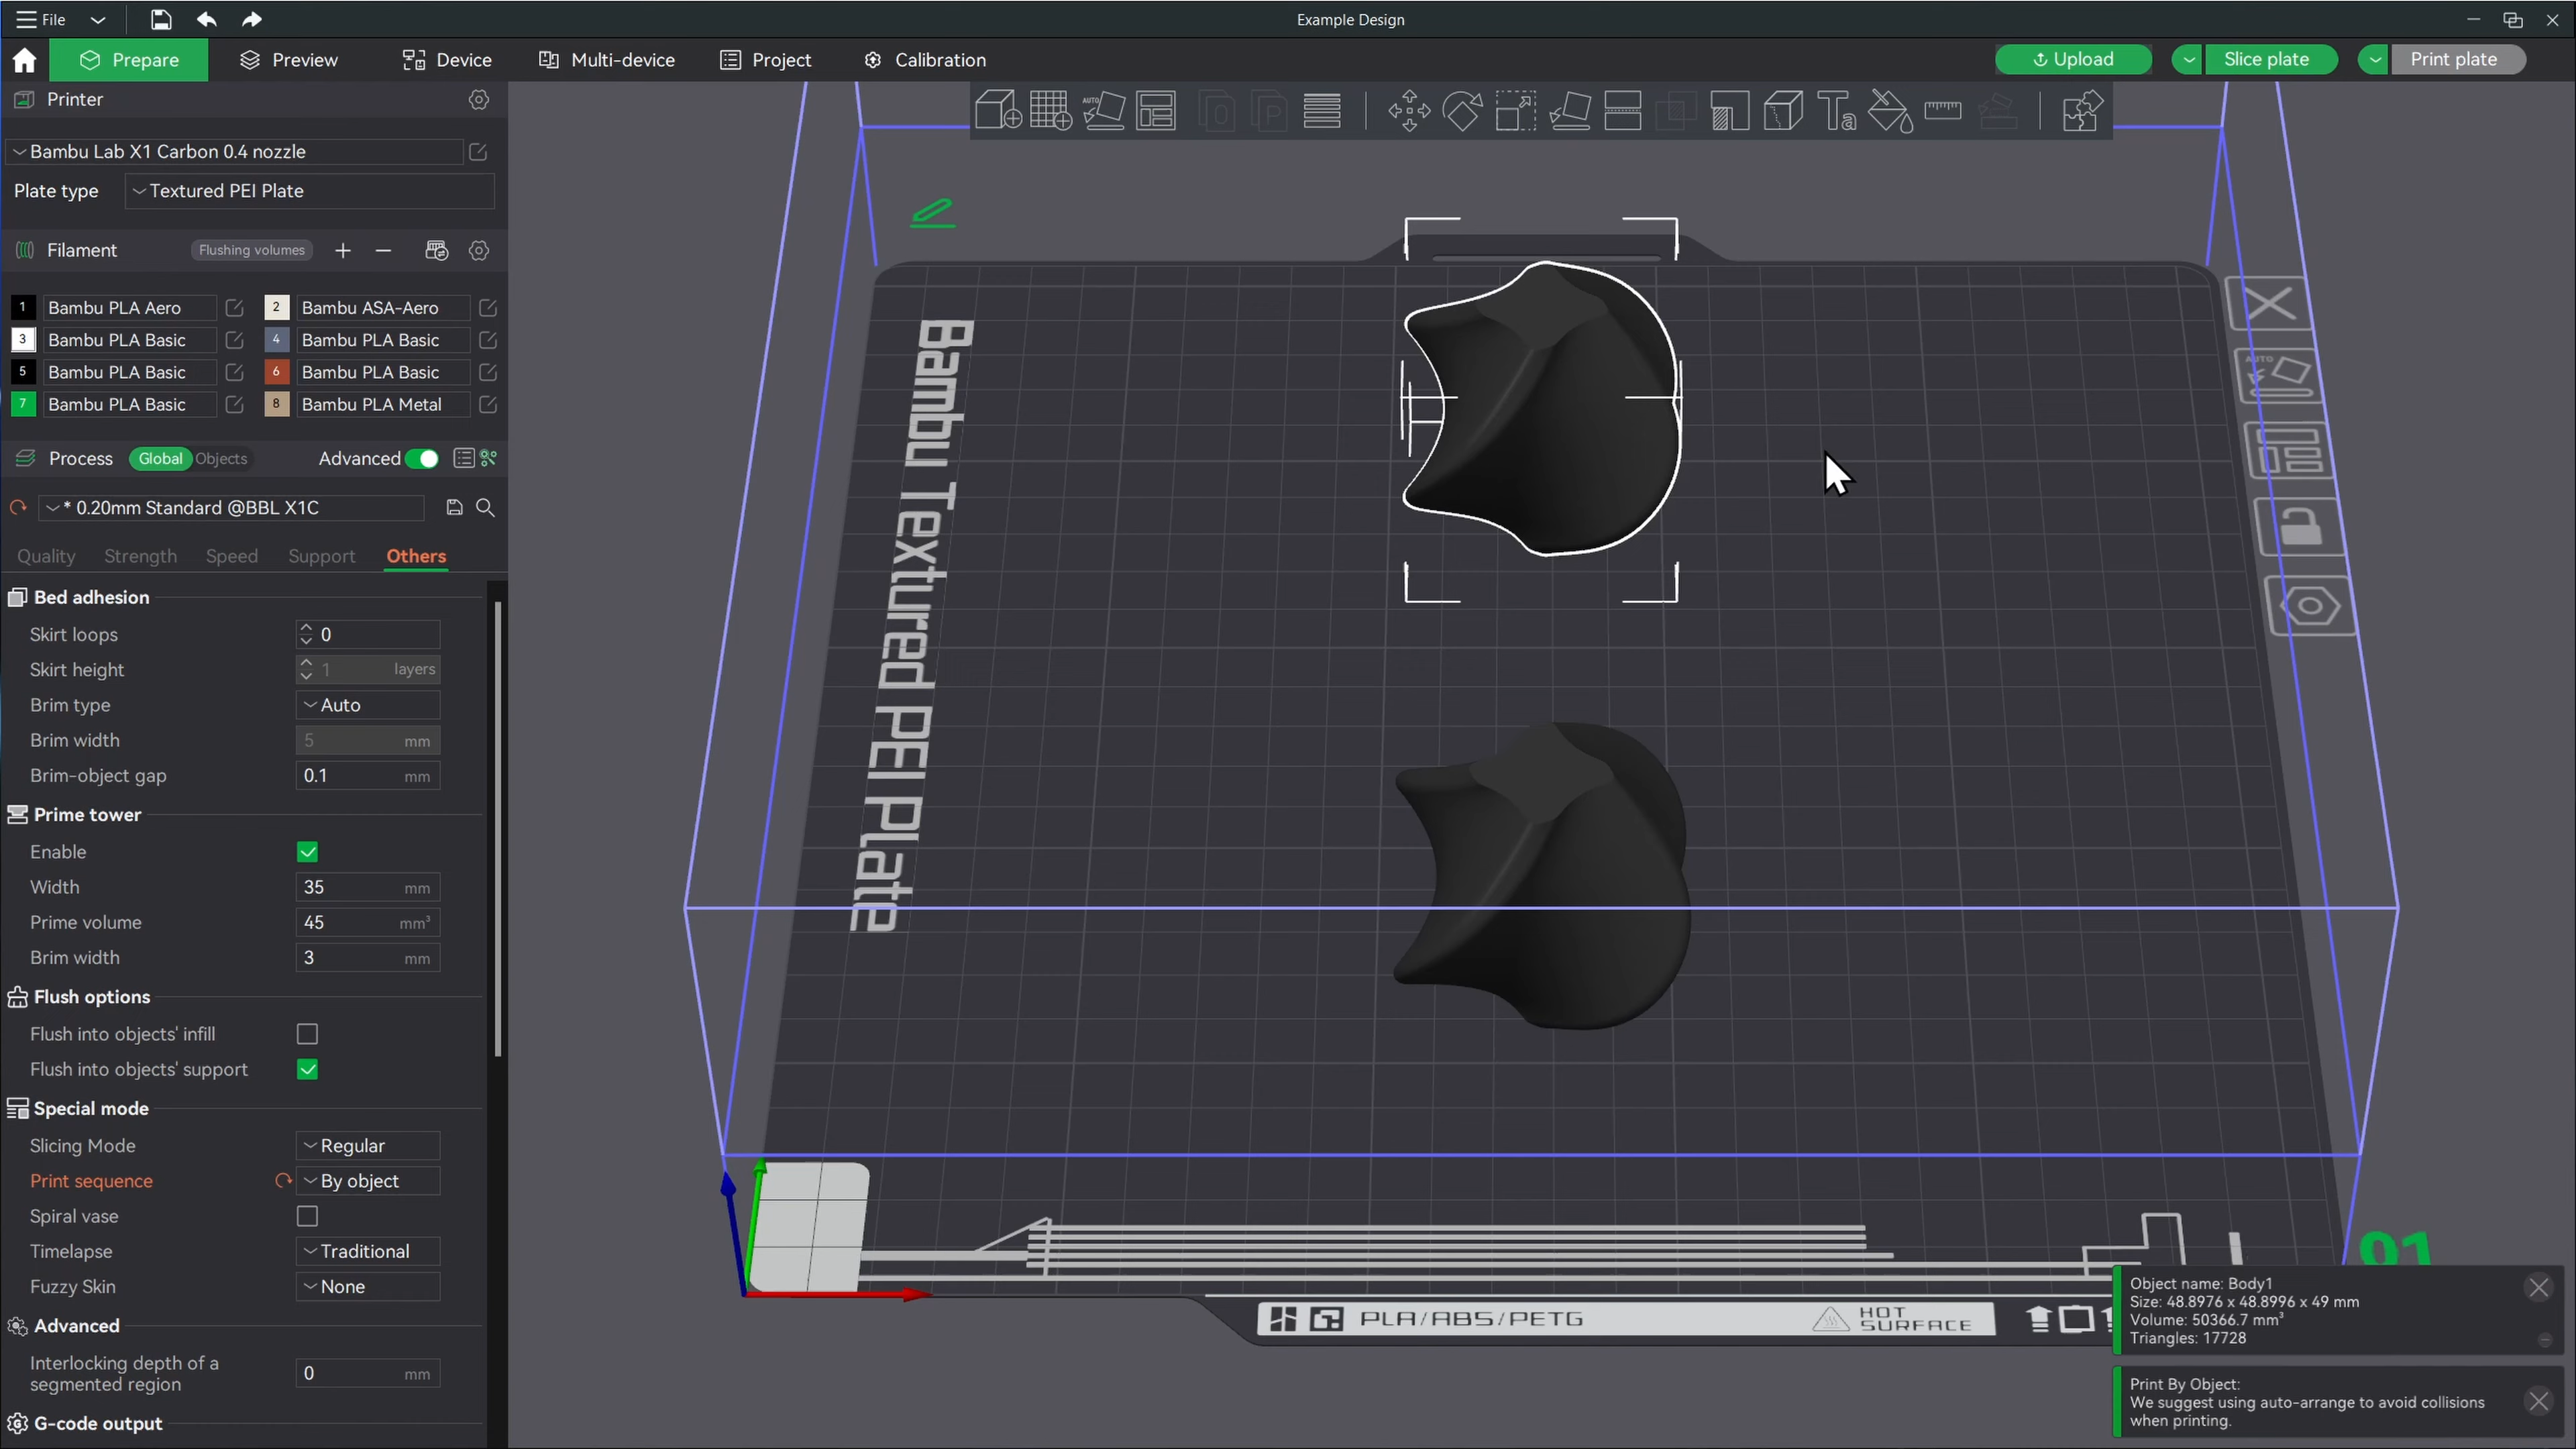 File
Example Design
Prepare
Preview
Device
Multi-device
Project
Calibration
Upload
Slice plate
Print plate
Printer
Bambu Lab X1 Carbon 0.4 nozzle
Plate type
Textured PEI Plate
Filament
Flushing volumes
1 Bambu PLA Aero
2 Bambu ASA-Aero
3 Bambu PLA Basic
4 Bambu PLA Basic
5 Bambu PLA Basic
6 Bambu PLA Basic
7 Bambu PLA Basic
8 Bambu PLA Metal
Process Global Objects Advanced
* 0.20mm Standard @BBL X1C
Quality Strength Speed Support Others
Bed adhesion
Skirt loops 0
Skirt height 1 layers
Brim type Auto
Brim width 5 mm
Brim-object gap 0.1 mm
Prime tower
Enable
Width 35 mm
Prime volume 45 mm³
Brim width 3 mm
Flush options
Flush into objects' infill
Flush into objects' support
Special mode
Slicing Mode Regular
Print sequence By object
Spiral vase
Timelapse Traditional
Fuzzy Skin None
Advanced
Interlocking depth of a
segmented region 0 mm
G-code output
AUTO
Ta
Bambu Textured PEI Plate
AUTO
01
PLA/ABS/PETG
HOT
SURFACE
Object name: Body1
Size: 48.8976 x 48.8996 x 49 mm
Volume: 50366.7 mm³
Triangles: 17728
Print By Object:
We suggest using auto-arrange to avoid collisions
when printing.